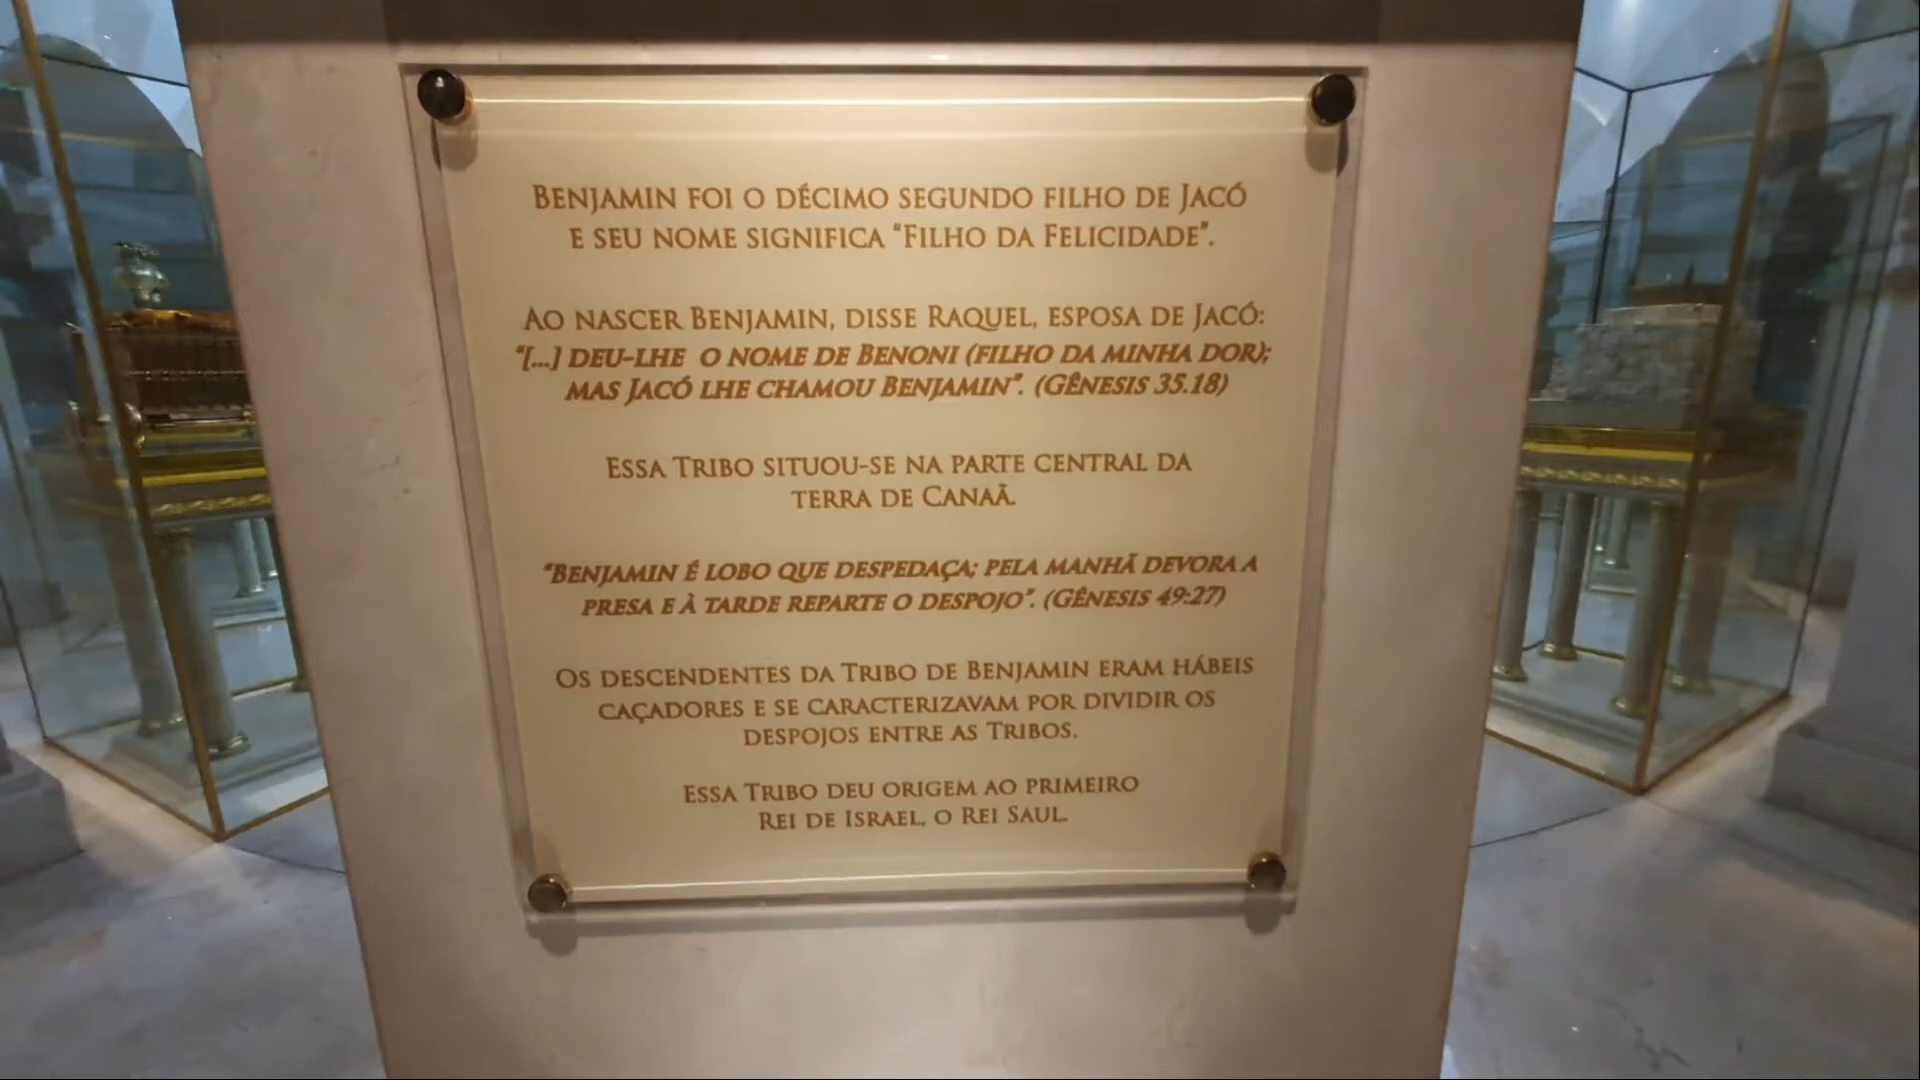 BENJAMIN FOI O DÉCIMO SEGUNDO FILHO DE JACÓ
E SEU NOME SIGNIFICA "FILHO DA FELICIDADE".
AO NASCER BENJAMIN, DISSE RAQUEL, ESPOSA DE JACÓ:
"[...] DEU-LHE O NOME DE BENONI (FILHO DA MINHA DOR);
MAS JACÓ LHE CHAMOU BENJAMIN". (GÊNESIS 35.18)
ESSA TRIBO SITUOU-SE NA PARTE CENTRAL DA
TERRA DE CANAÃ.
"BENJAMIN É LOBO QUE DESPEDAÇA; PELA MANHÃ DEVORA A
PRESA E À TARDE REPARTE O DESPOJO". (GÊNESIS 49:27)
OS DESCENDENTES DA TRIBO DE BENJAMIN ERAM HÁBEIS
CAÇADORES E SE CARACTERIZAVAM POR DIVIDIR OS
DESPOJOS ENTRE AS TRIBOS.
ESSA TRIBO DEU ORIGEM AO PRIMEIRO
REI DE ISRAEL, O REI SAUL.